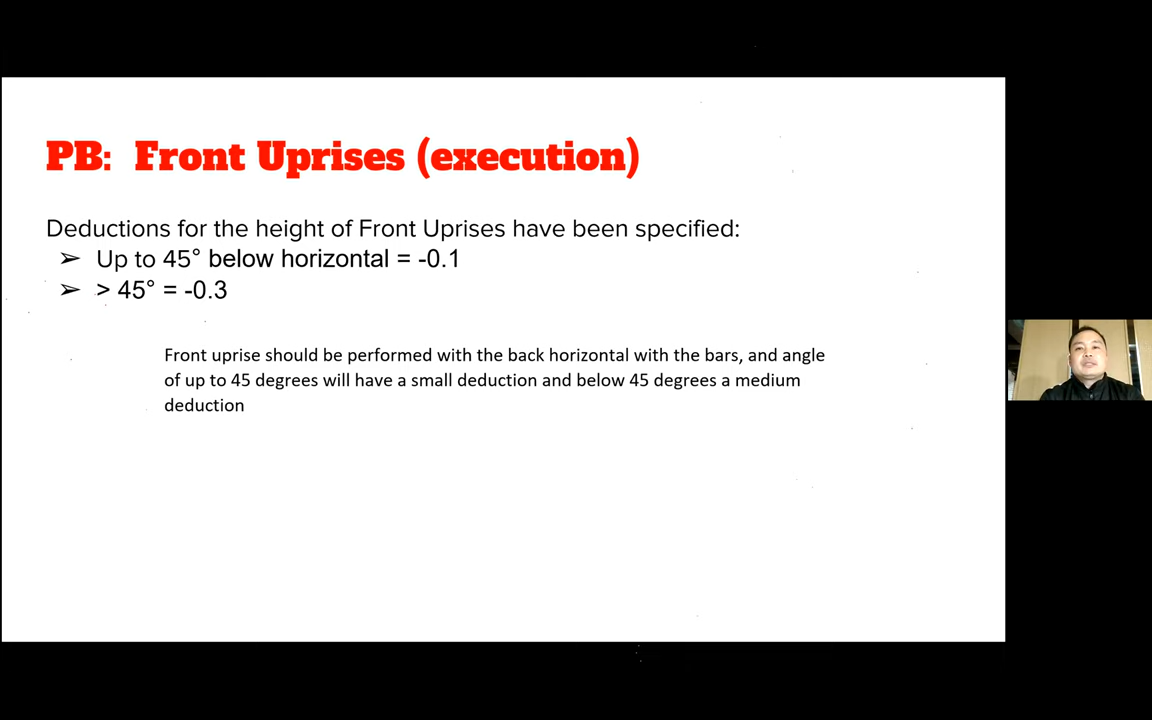 PB: Front Uprises (execution)
Deductions for the height of Front Uprises have been specified:
➢ Up to 45° below horizontal = -0.1
➢ > 45° = -0.3
Front uprise should be performed with the back horizontal with the bars, and angle
of up to 45 degrees will have a small deduction and below 45 degrees a medium
deduction